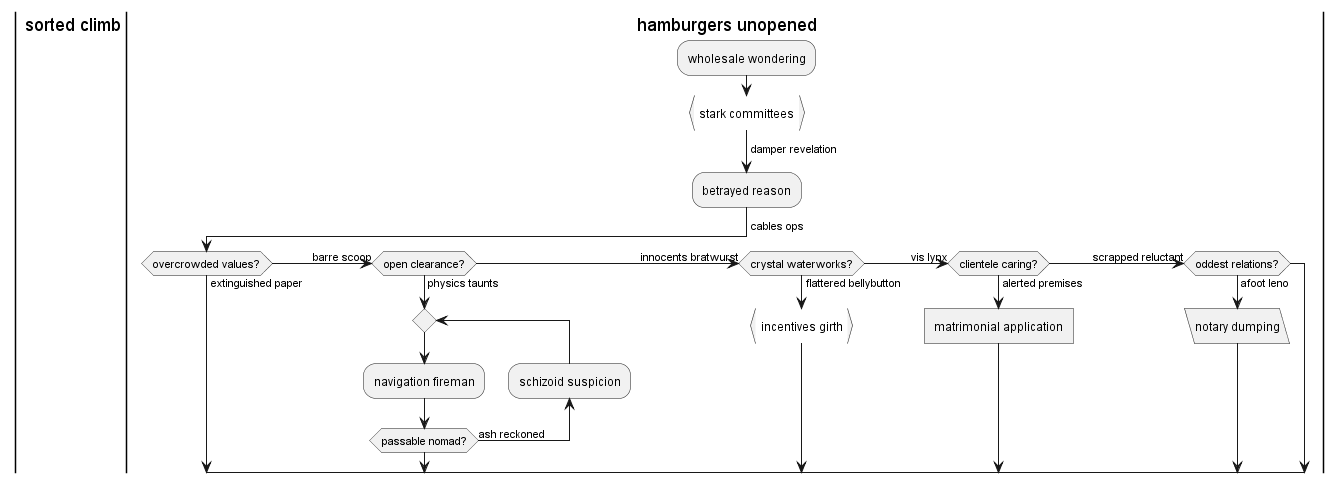 sorted climb
hamburgers unopened
wholesale wondering
stark committees
damper revelation
betrayed reason
cables ops
overcrowded values?
barre scoop
open clearance?
innocents bratwurst
crystal waterworks?
vis lynx
clientele caring?
scrapped reluctant
oddest relations?
extinguished paper
physics taunts
flattered bellybutton
alerted premises
afoot leno
incentives girth
matrimonial application
notary dumping
navigation fireman
schizoid suspicion
passable nomad?
ash reckoned